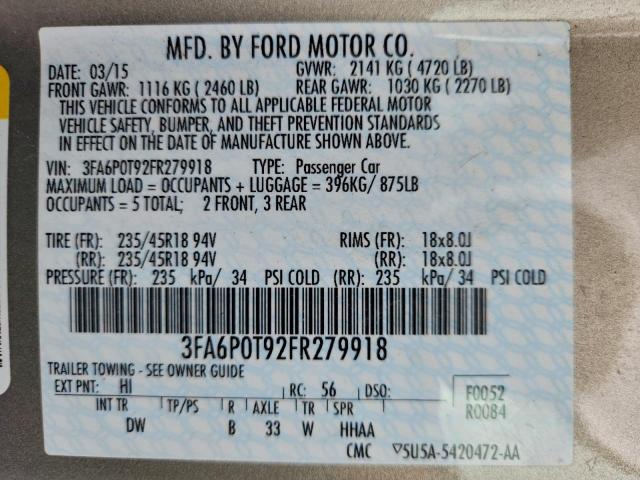 MFD. BY FORD MOTOR CO.
DATE: 03/15 GVWR: 2141 KG ( 4720 LB)
FRONT GAWR: 1116 KG ( 2460 LB) REAR GAWR: 1030 KG ( 2270 LB)
THIS VEHICLE CONFORMS TO ALL APPLICABLE FEDERAL MOTOR
VEHICLE SAFETY, BUMPER, AND THEFT PREVENTION STANDARDS
IN EFFECT ON THE DATE OF MANUFACTURE SHOWN ABOVE.
VIN: 3FA6P0T92FR279918 TYPE: Passenger Car
MAXIMUM LOAD = OCCUPANTS + LUGGAGE = 396KG/ 875LB
OCCUPANTS = 5 TOTAL; 2 FRONT, 3 REAR
TIRE (FR): 235/45R18 94V RIMS (FR): 18x8.0J
(RR): 235/45R18 94V (RR): 18x8.0J
PRESSURE (FR): 235 kPa/ 34 PSI COLD (RR): 235 kPa/ 34 PSI COLD
3FA6P0T92FR279918
TRAILER TOWING - SEE OWNER GUIDE
EXT PNT: HI RC: 56 DSO: F0052
R0084
INT TR TP/PS R AXLE TR SPR
DW B 33 W HHAA
CMC ▽5U5A-5420472-AA